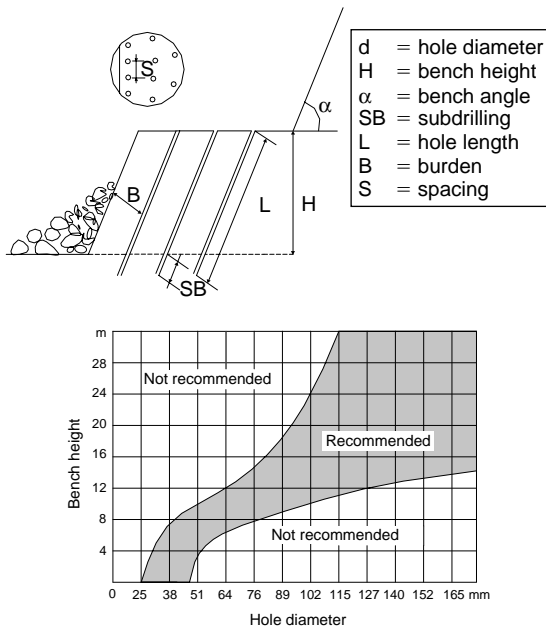 S
α
B
L
H
SB
d = hole diameter
H = bench height
α = bench angle
SB = subdrilling
L = hole length
B = burden
S = spacing
m
28
24
20
16
12
8
4
Bench height
Not recommended
Recommended
Not recommended
0 25 38 51 64 76 89 102 115 127 140 152 165 mm
Hole diameter